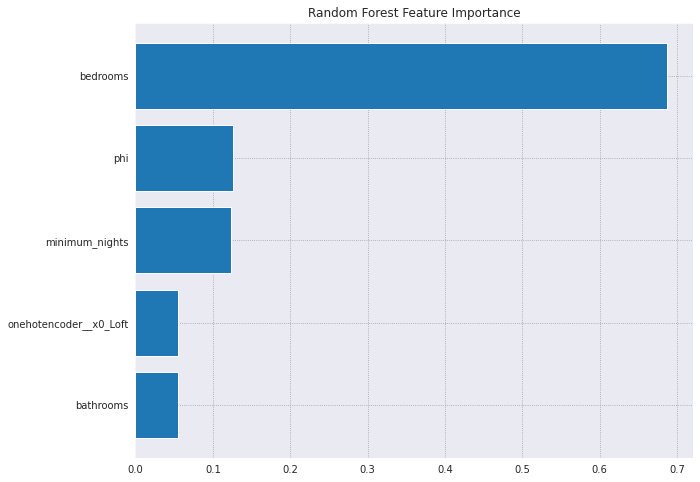 Random Forest Feature Importance
bedrooms
phi
minimum_nights
onehotencoder__x0_Loft
bathrooms
0.0 0.1 0.2 0.3 0.4 0.5 0.6 0.7